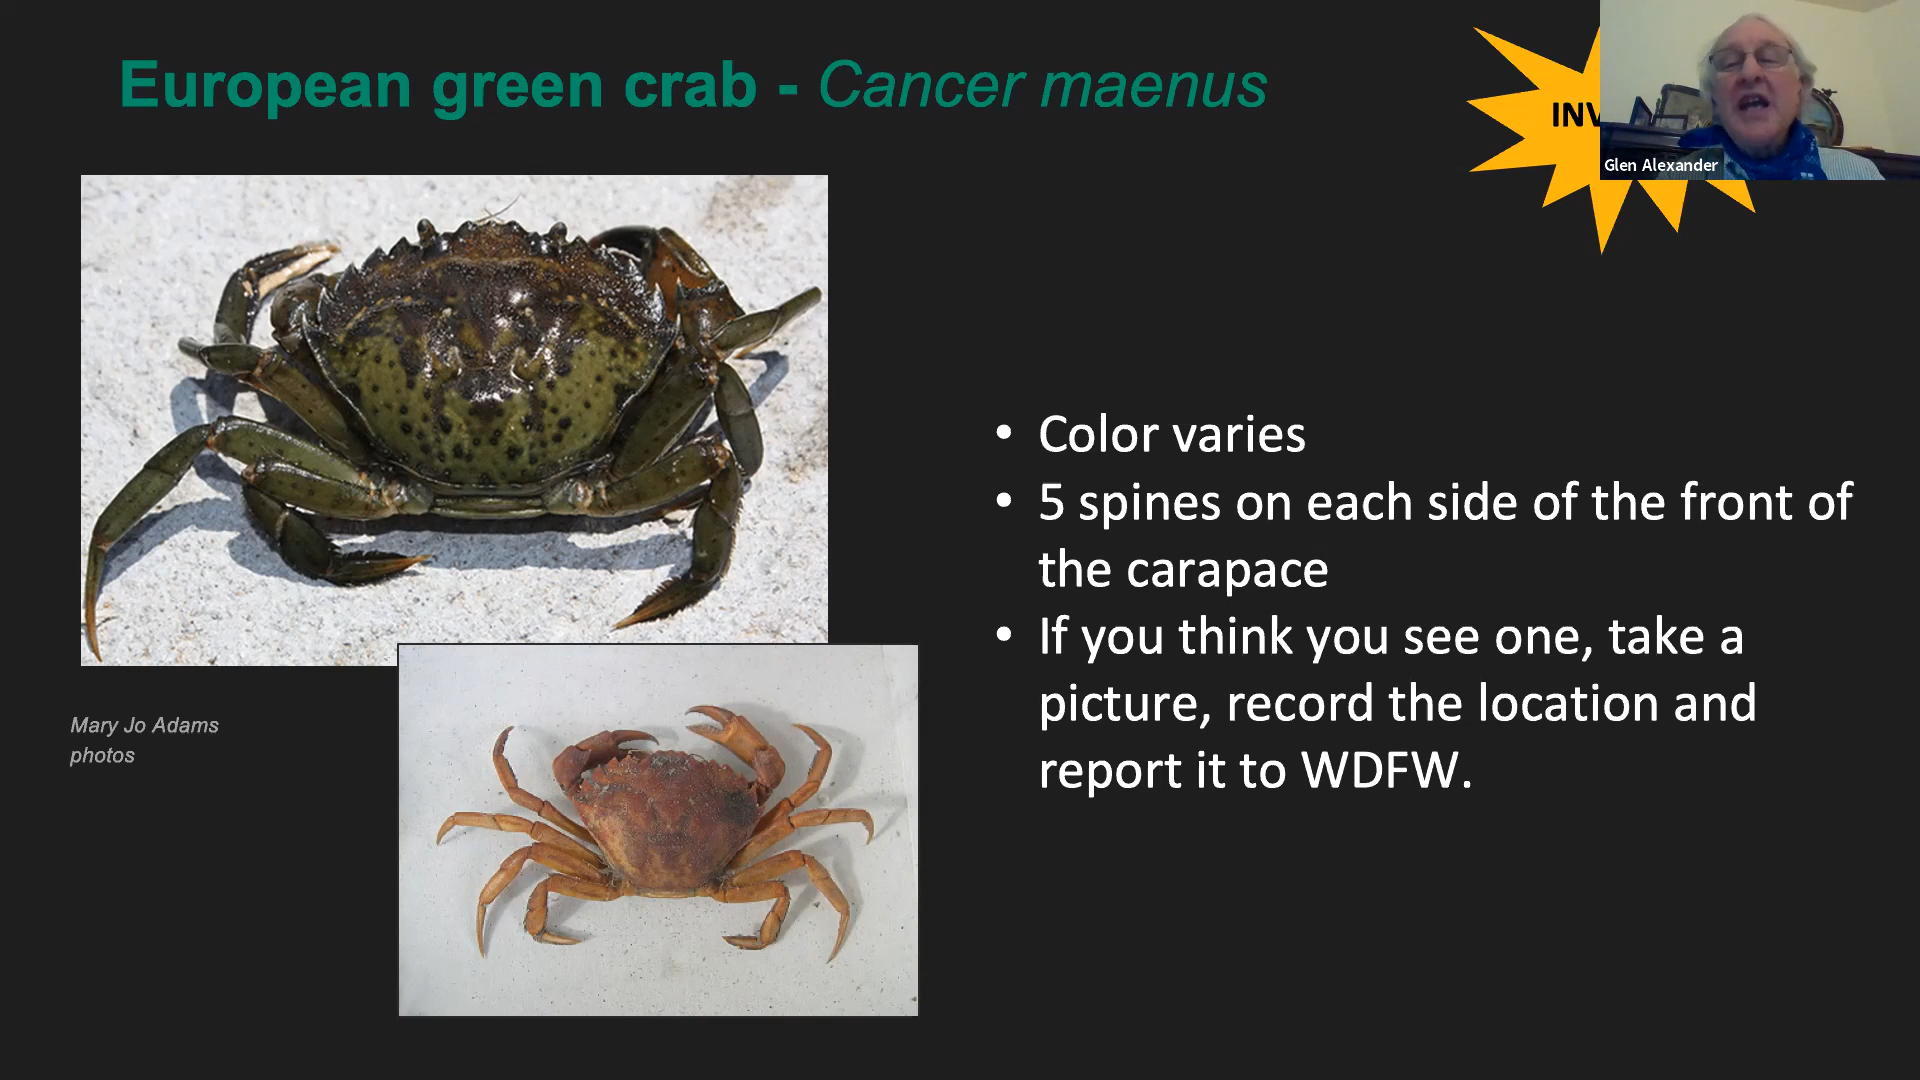 European green crab - Cancer maenus
INV
Glen Alexander
• Color varies
• 5 spines on each side of the front of
the carapace
• If you think you see one, take a
picture, record the location and
report it to WDFW.
Mary Jo Adams
photos